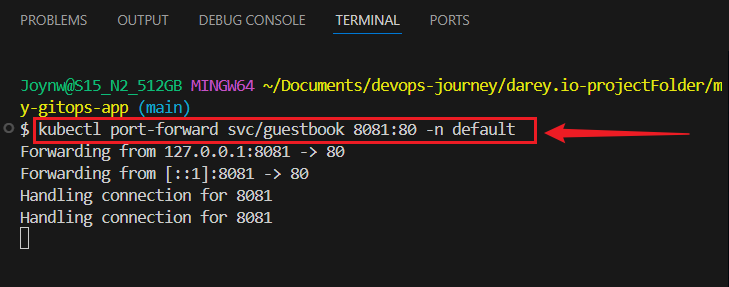 PROBLEMS OUTPUT DEBUG CONSOLE TERMINAL PORTS
Joynw@S15_N2_512GB MINGW64 ~/Documents/devops-journey/darey.io-projectFolder/m
y-gitops-app (main)
$ kubectl port-forward svc/guestbook 8081:80 -n default
Forwarding from 127.0.0.1:8081 -> 80
Forwarding from [::1]:8081 -> 80
Handling connection for 8081
Handling connection for 8081